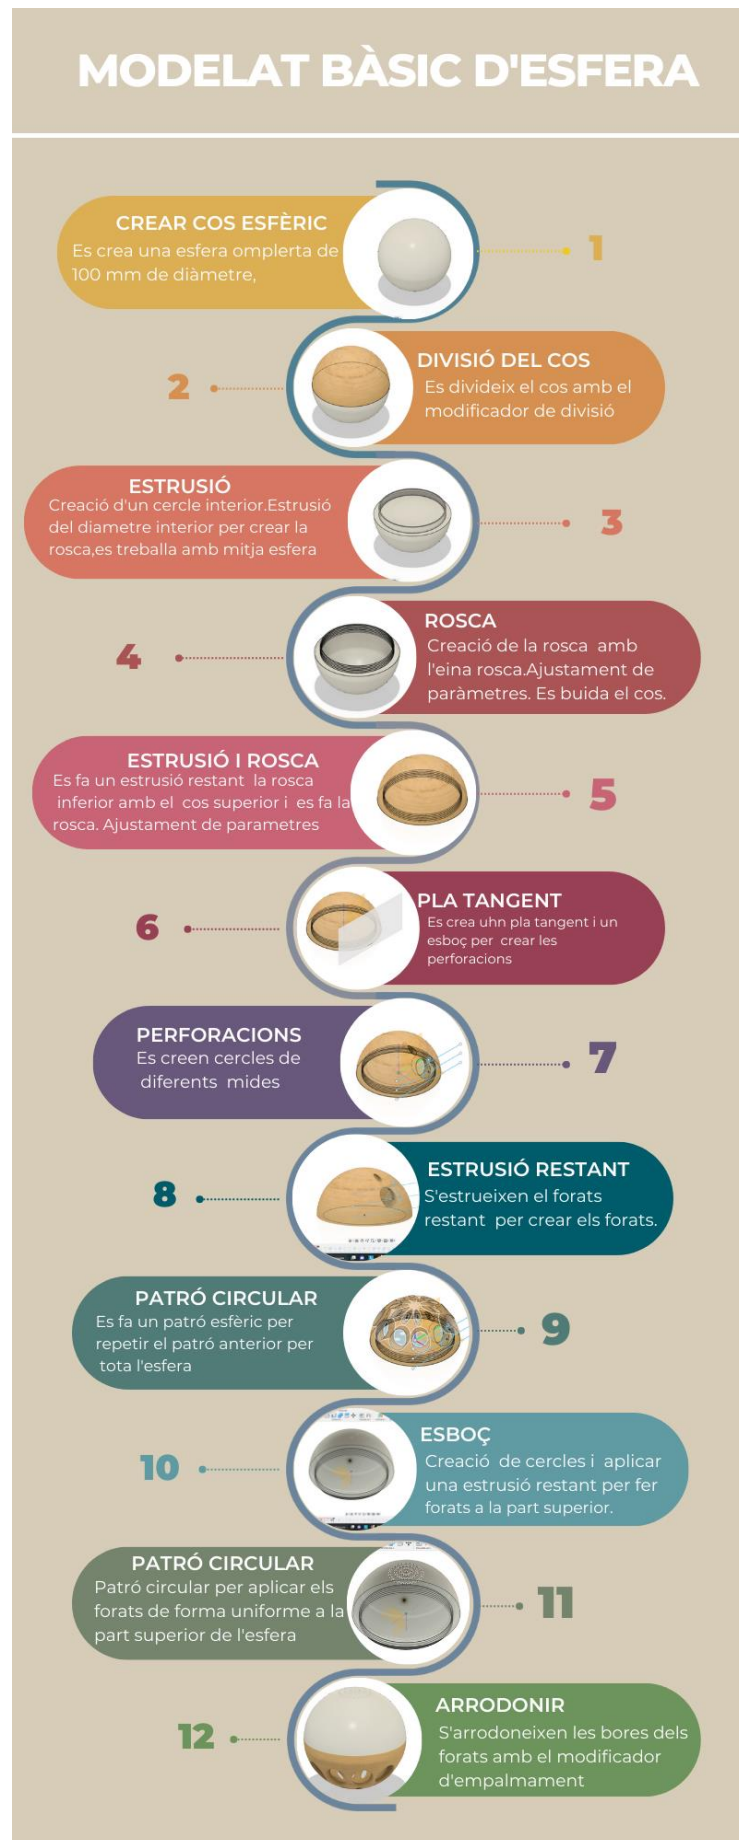 MODELAT BÀSIC D'ESFERA
CREAR COS ESFÈRIC
Es crea una esfera omplerta de
100 mm de diàmetre,
1
2
DIVISIÓ DEL COS
Es divideix el cos amb el
modificador de divisió
ESTRUSIÓ
Creació d'un cercle interior.Estrusió
del diametre interior per crear la
rosca,es treballa amb mitja esfera
3
4
ROSCA
Creació de la rosca amb
l'eina rosca.Ajustament de
paràmetres. Es buida el cos.
ESTRUSIÓ I ROSCA
Es fa un estrusió restant la rosca
inferior amb el cos superior i es fa la
rosca. Ajustament de parametres
5
6
PLA TANGENT
Es crea uhn pla tangent i un
esboç per crear les
perforacions
PERFORACIONS
Es creen cercles de
diferents mides
7
8
ESTRUSIÓ RESTANT
S'estrueixen el forats
restant per crear els forats.
PATRÓ CIRCULAR
Es fa un patró esfèric per
repetir el patró anterior per
tota l'esfera
9
10
ESBOÇ
Creació de cercles i aplicar
una estrusió restant per fer
forats a la part superior.
PATRÓ CIRCULAR
Patró circular per aplicar els
forats de forma uniforme a la
part superior de l'esfera
11
12
ARRODONIR
S'arrodoneixen les bores dels
forats amb el modificador
d'empalmament